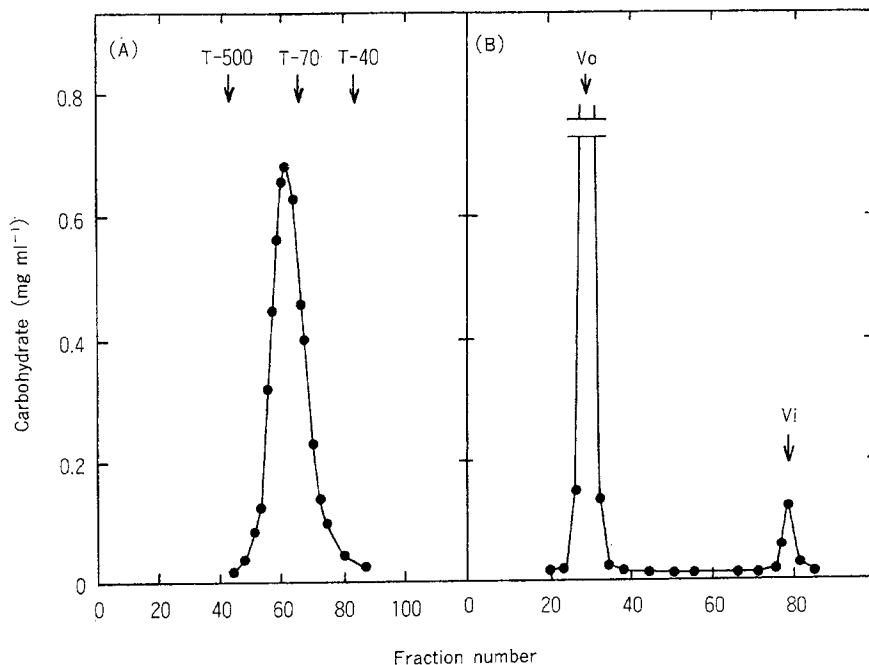 (A)
T-500 T-70 T-40
(B)
Vo
Vi
0.8
0.6
0.4
0.2
0
Carbohydrate (mg ml⁻¹)
0 20 40 60 80 100
0 20 40 60 80
Fraction number